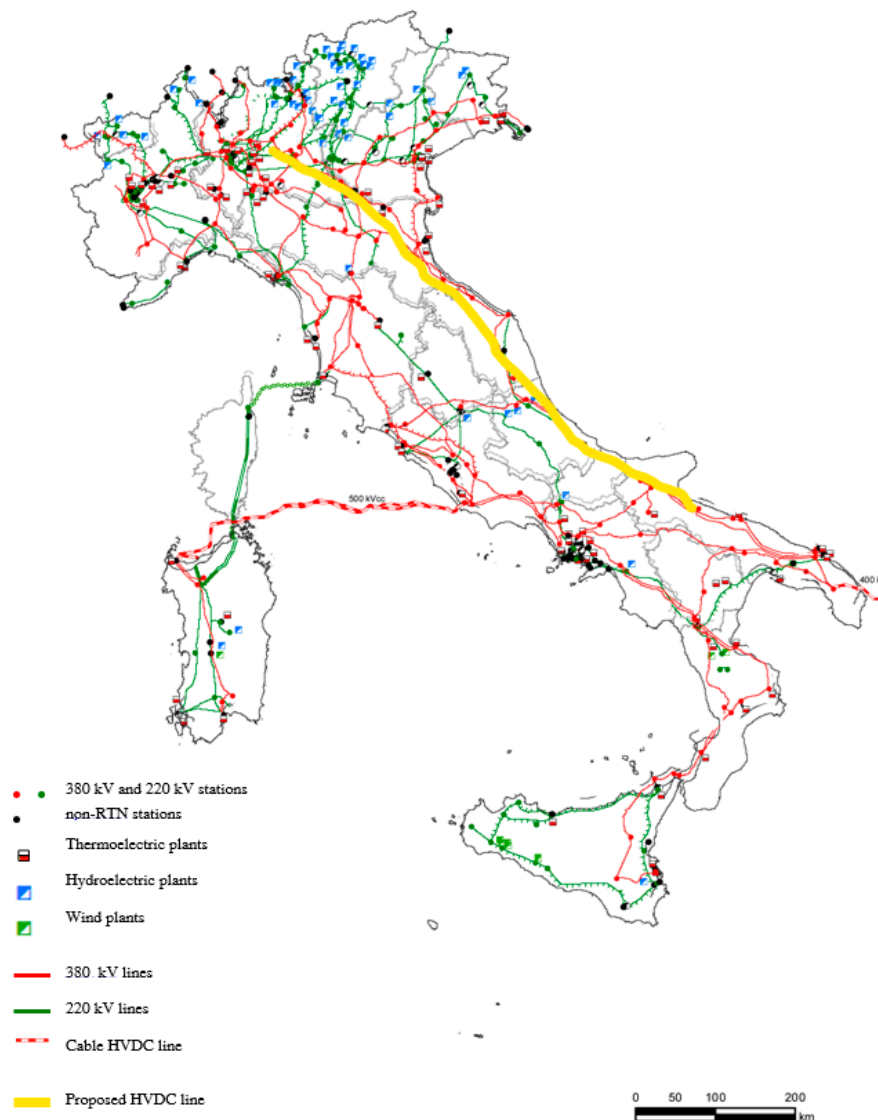 500 kVcc
400
380 kV and 220 kV stations
non-RTN stations
Thermoelectric plants
Hydroelectric plants
Wind plants
380. kV lines
220 kV lines
Cable HVDC line
Proposed HVDC line
0 50 100 200
km